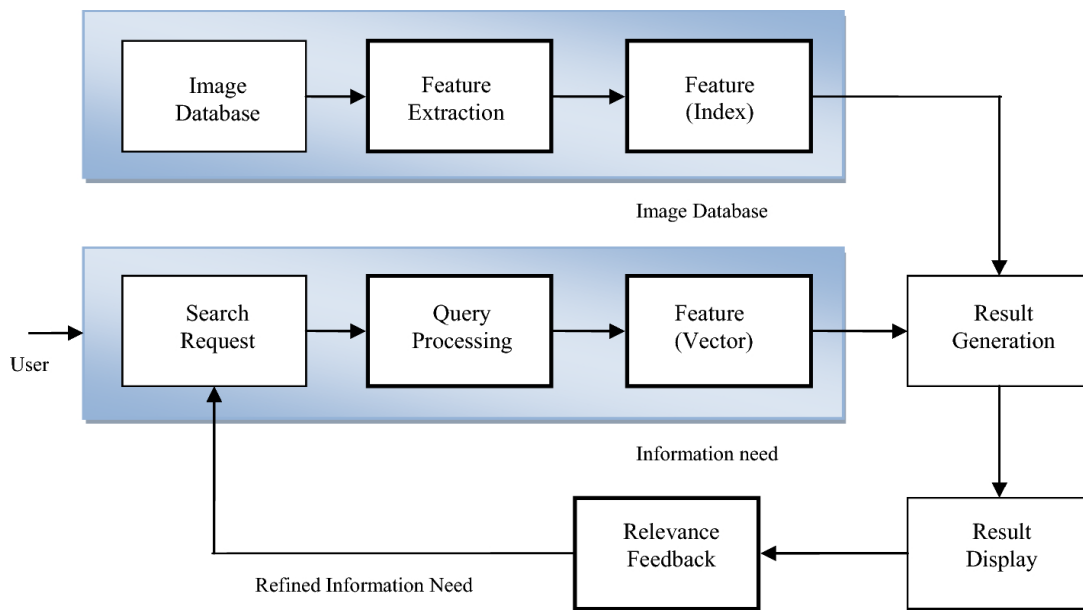 Image
Database
Feature
Extraction
Feature
(Index)
Image Database
User
Search
Request
Query
Processing
Feature
(Vector)
Result
Generation
Information need
Relevance
Feedback
Result
Display
Refined Information Need